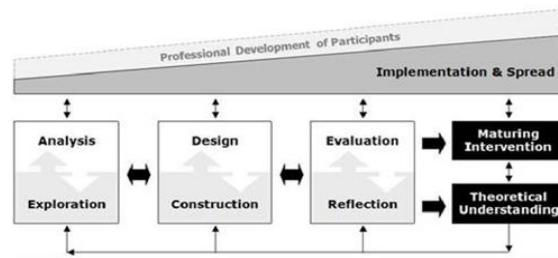 Professional Development of Participants
Implementation & Spread
Analysis
Exploration
Design
Construction
Evaluation
Reflection
Maturing
Intervention
Theoretical
Understanding